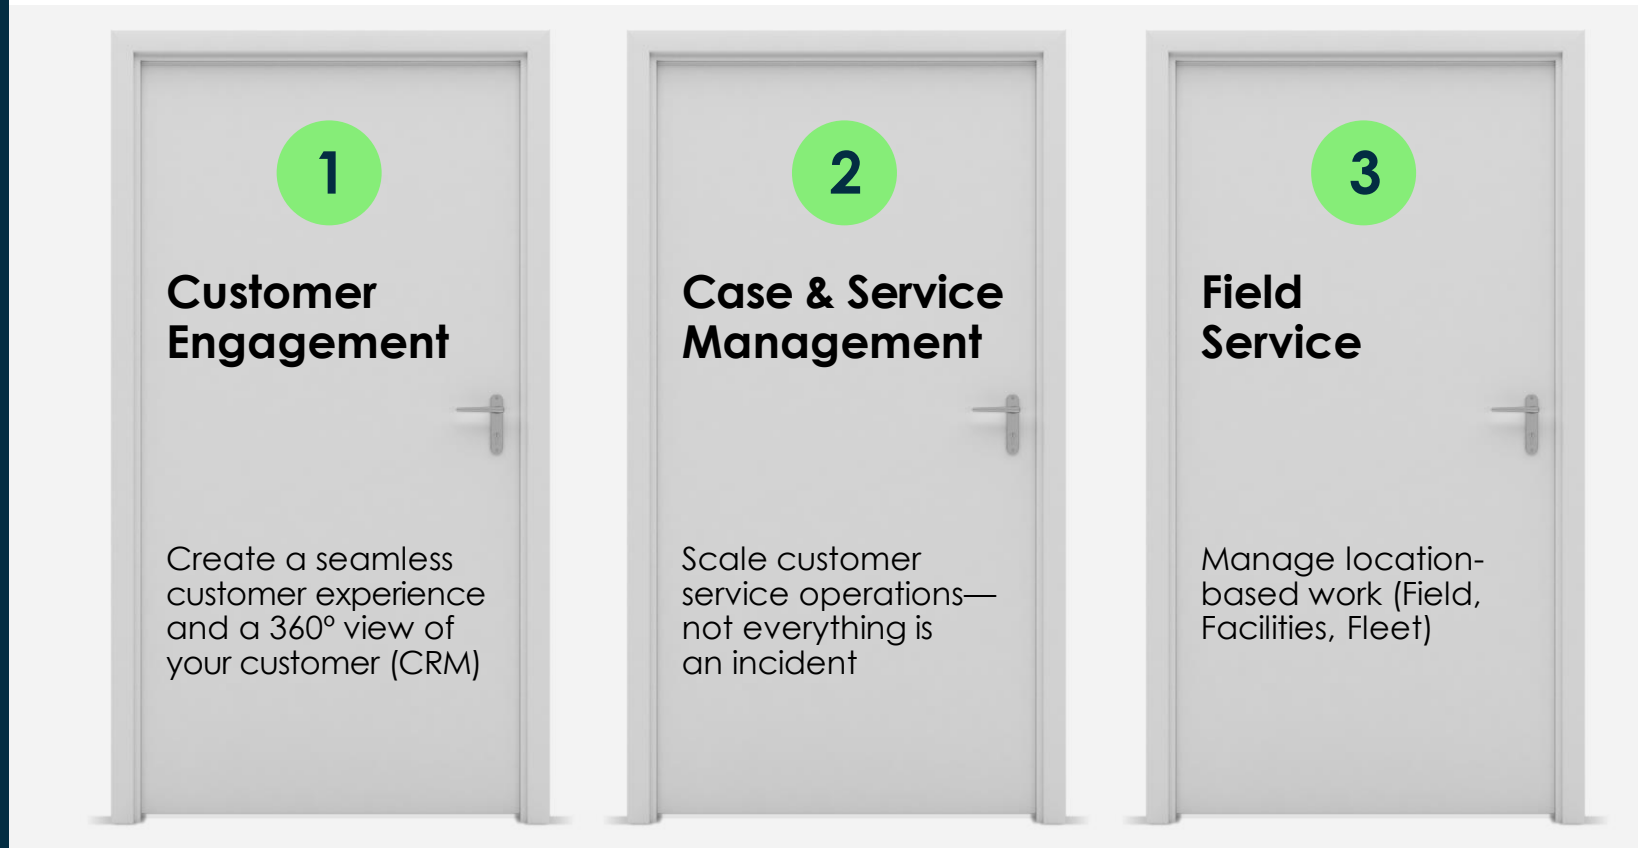 1
Customer
Engagement
Create a seamless
customer experience
and a 360º view of
your customer (CRM)
2
Case & Service
Management
Scale customer
service operations—
not everything is
an incident
3
Field
Service
Manage location-
based work (Field,
Facilities, Fleet)